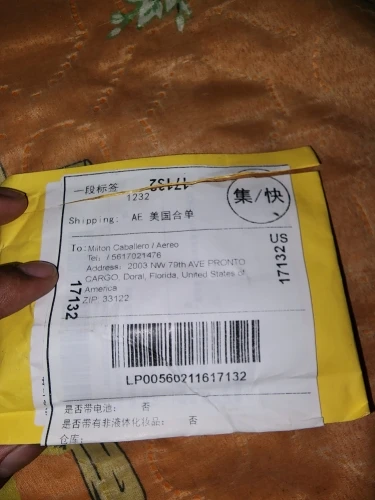 一段标签
17132
1232
集/快
Shipping: AE 美国合单
To: Milton Caballero / Aereo
Tel: / 5617021476
Address: 2003 NW 79th AVE PRONTO
CARGO, Doral, Florida, United States of
America
ZIP: 33122
17132
17132 US
LP00560211617132
是否带电池: 否
是否带有非液体化妆品: 否
仓库: